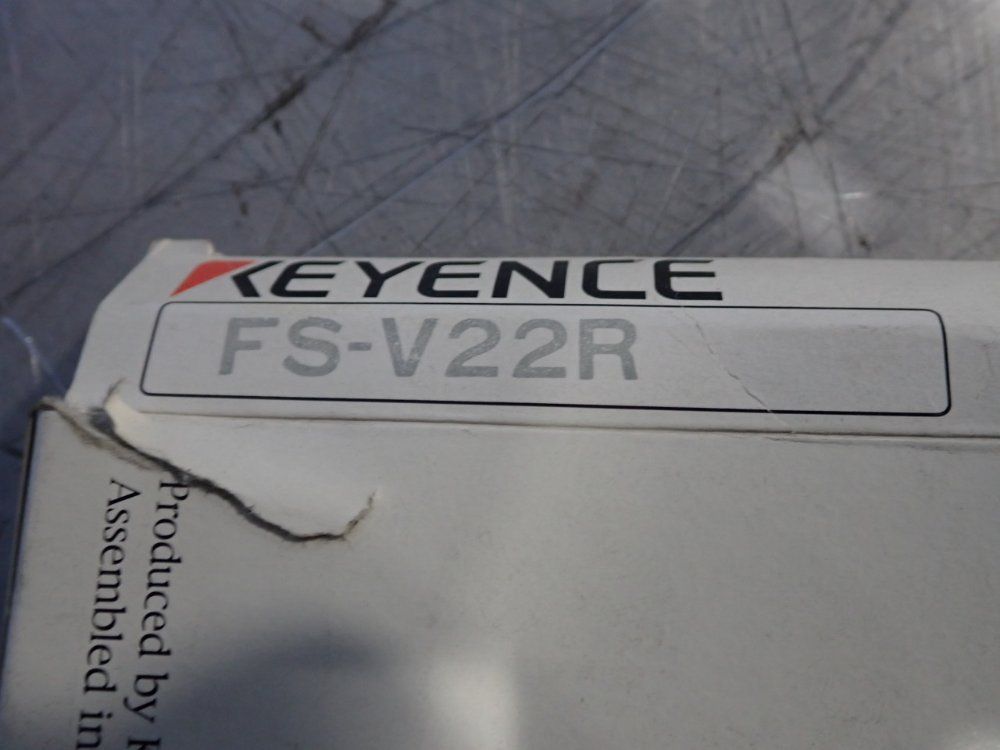 KEYENCE
FS-V22R
Produced by
Assembled in